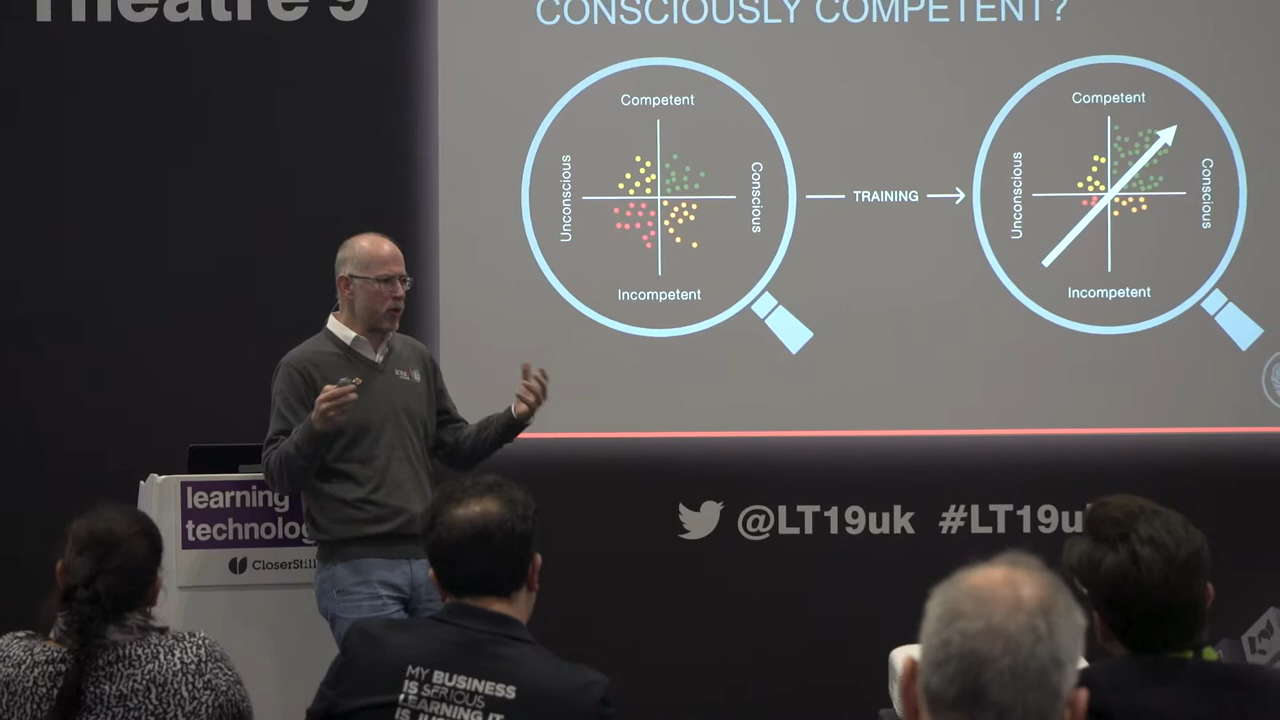 Theatre 9
CONSCIOUSLY COMPETENT?
Competent
Unconscious
Conscious
Incompetent
TRAINING
Competent
Unconscious
Conscious
Incompetent
learning
technolog
CloserStill
@LT19uk #LT19u
MY BUSINESS
IS SERIOUS
LEARNING IT